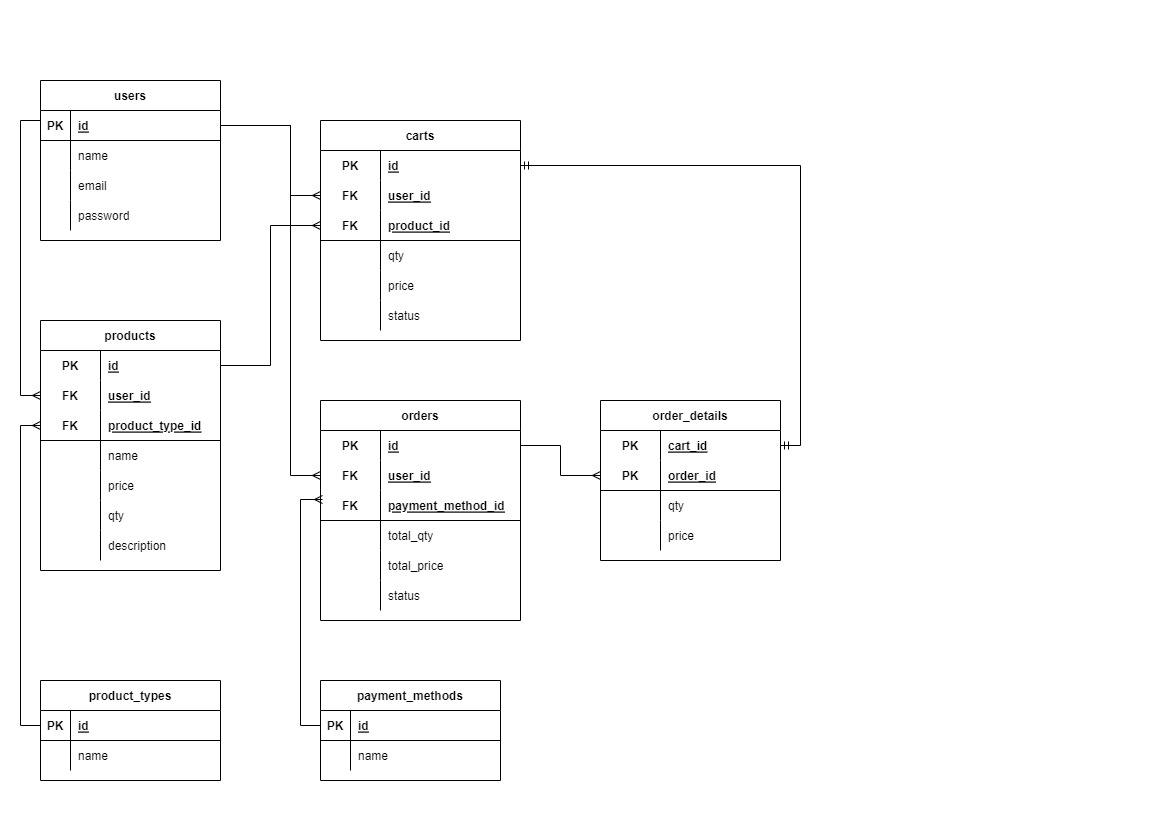 users
PK id
name
email
password
carts
PK id
FK user_id
FK product_id
qty
price
status
products
PK id
FK user_id
FK product_type_id
name
price
qty
description
orders
PK id
FK user_id
FK payment_method_id
total_qty
total_price
status
order_details
PK cart_id
PK order_id
qty
price
product_types
PK id
name
payment_methods
PK id
name